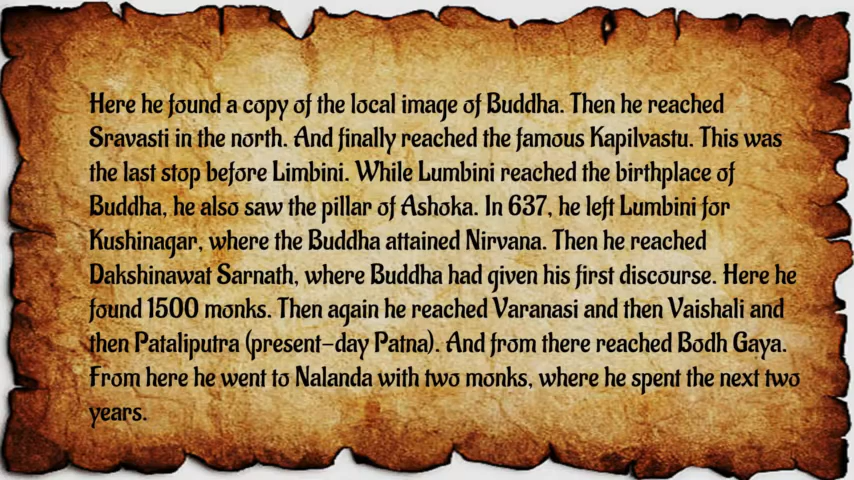 Here he found a copy of the local image of Buddha. Then he reached
Sravasti in the north. And finally reached the famous Kapilvastu. This was
the last stop before Limbini. While Lumbini reached the birthplace of
Buddha, he also saw the pillar of Ashoka. In 637, he left Lumbini for
Kushinagar, where the Buddha attained Nirvana. Then he reached
Dakshinawat Sarnath, where Buddha had given his first discourse. Here he
found 1500 monks. Then again he reached Varanasi and then Vaishali and
then Pataliputra (present-day Patna). And from there reached Bodh Gaya.
From here he went to Nalanda with two monks, where he spent the next two
years.